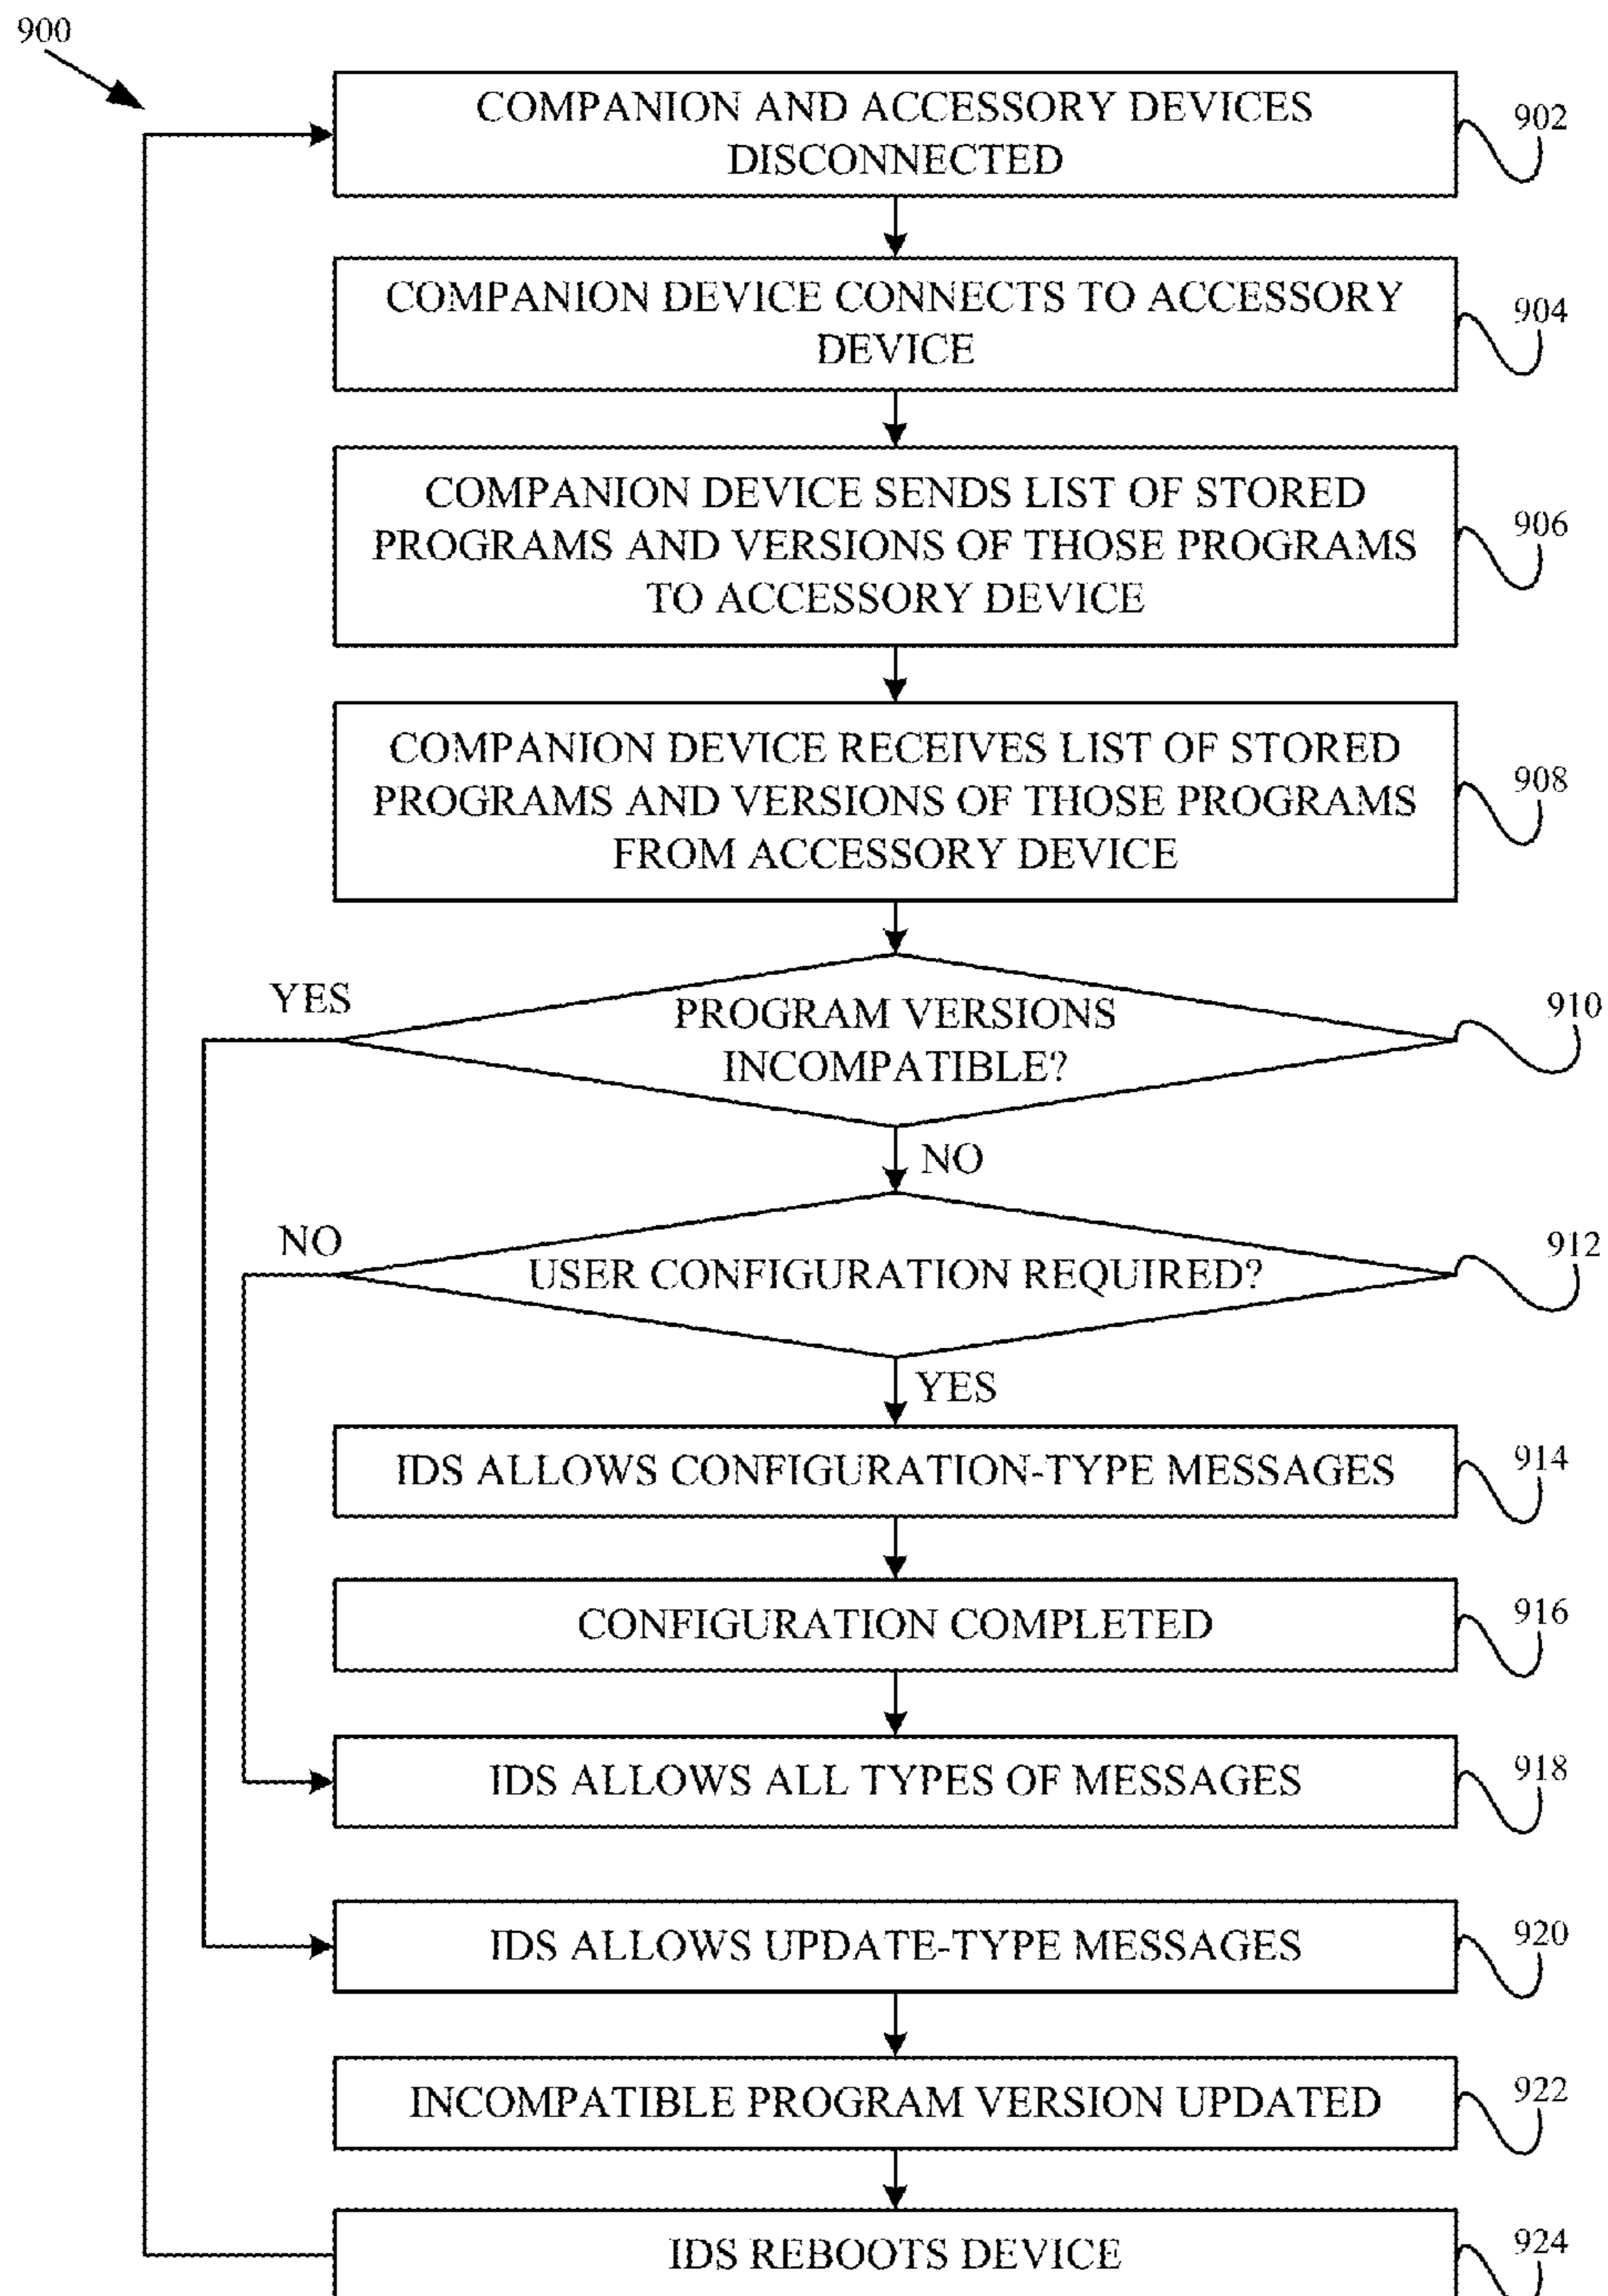 900
COMPANION AND ACCESSORY DEVICES
DISCONNECTED
902
COMPANION DEVICE CONNECTS TO ACCESSORY
DEVICE
904
COMPANION DEVICE SENDS LIST OF STORED
PROGRAMS AND VERSIONS OF THOSE PROGRAMS
TO ACCESSORY DEVICE
906
COMPANION DEVICE RECEIVES LIST OF STORED
PROGRAMS AND VERSIONS OF THOSE PROGRAMS
FROM ACCESSORY DEVICE
908
YES
PROGRAM VERSIONS
INCOMPATIBLE?
910
NO
NO
USER CONFIGURATION REQUIRED?
912
YES
IDS ALLOWS CONFIGURATION-TYPE MESSAGES
914
CONFIGURATION COMPLETED
916
IDS ALLOWS ALL TYPES OF MESSAGES
918
IDS ALLOWS UPDATE-TYPE MESSAGES
920
INCOMPATIBLE PROGRAM VERSION UPDATED
922
IDS REBOOTS DEVICE
924